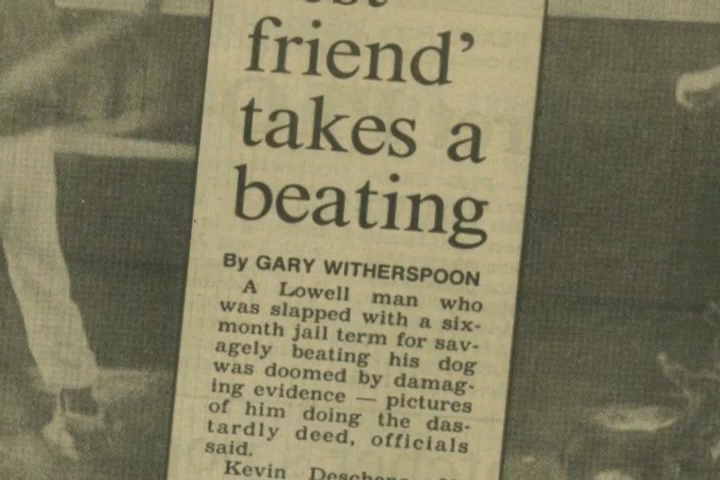 friend’
takes a
beating
By GARY WITHERSPOON
A Lowell man who
was slapped with a six-
month jail term for sav-
agely beating his dog
was doomed by damag-
ing evidence — pictures
of him doing the das-
tardly deed, officials
said.
Kevin